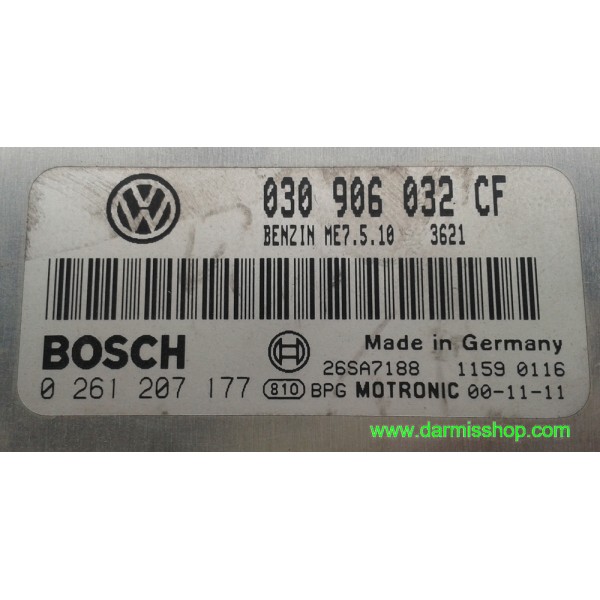 030 906 032 CF
BENZIN ME7.5.10 3621
BOSCH
Made in Germany
26SA7188 1159 0116
0 261 207 177 810 BPG MOTRONIC 00-11-11
www.darmisshop.com